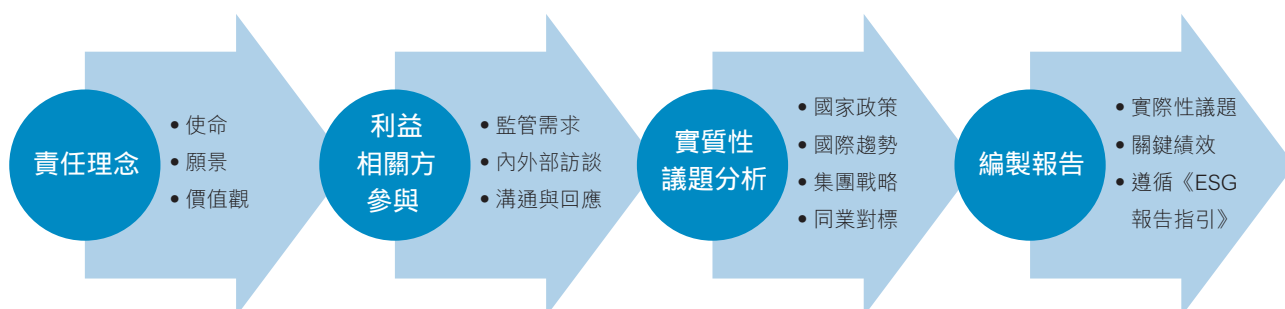 責任理念
• 使命
• 願景
• 價值觀
利益
相關方
參與
• 監管需求
• 內外部訪談
• 溝通與回應
實質性
議題分析
• 國家政策
• 國際趨勢
• 集團戰略
• 同業對標
編製報告
• 實際性議題
• 關鍵績效
• 遵循《ESG
報告指引》